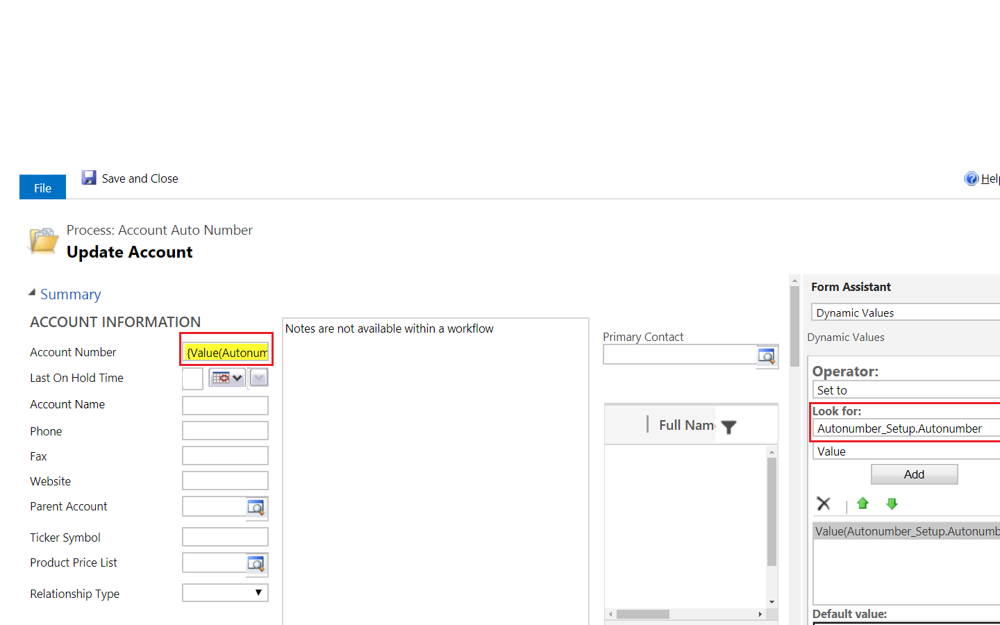 File
Save and Close
Help
Process: Account Auto Number
Update Account
Summary
ACCOUNT INFORMATION
Account Number
{Value(Autonum
Last On Hold Time
Account Name
Phone
Fax
Website
Parent Account
Ticker Symbol
Product Price List
Relationship Type
Notes are not available within a workflow
Primary Contact
Full Name
Form Assistant
Dynamic Values
Dynamic Values
Operator:
Set to
Look for:
Autonumber_Setup.Autonumber
Value
Add
Value(Autonumber_Setup.Autonumb
Default value: